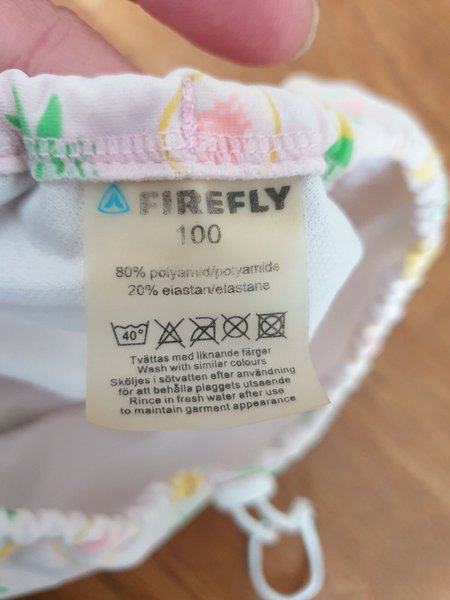 FIREFLY
100
80% polyamid/polyamide
20% elastan/elastane
40°
Tvättas med liknande färger
Wash with similar colours
Sköljes i sötvatten efter användning
för att behålla plaggets utseende
Rince in fresh water after use
to maintain garment appearance